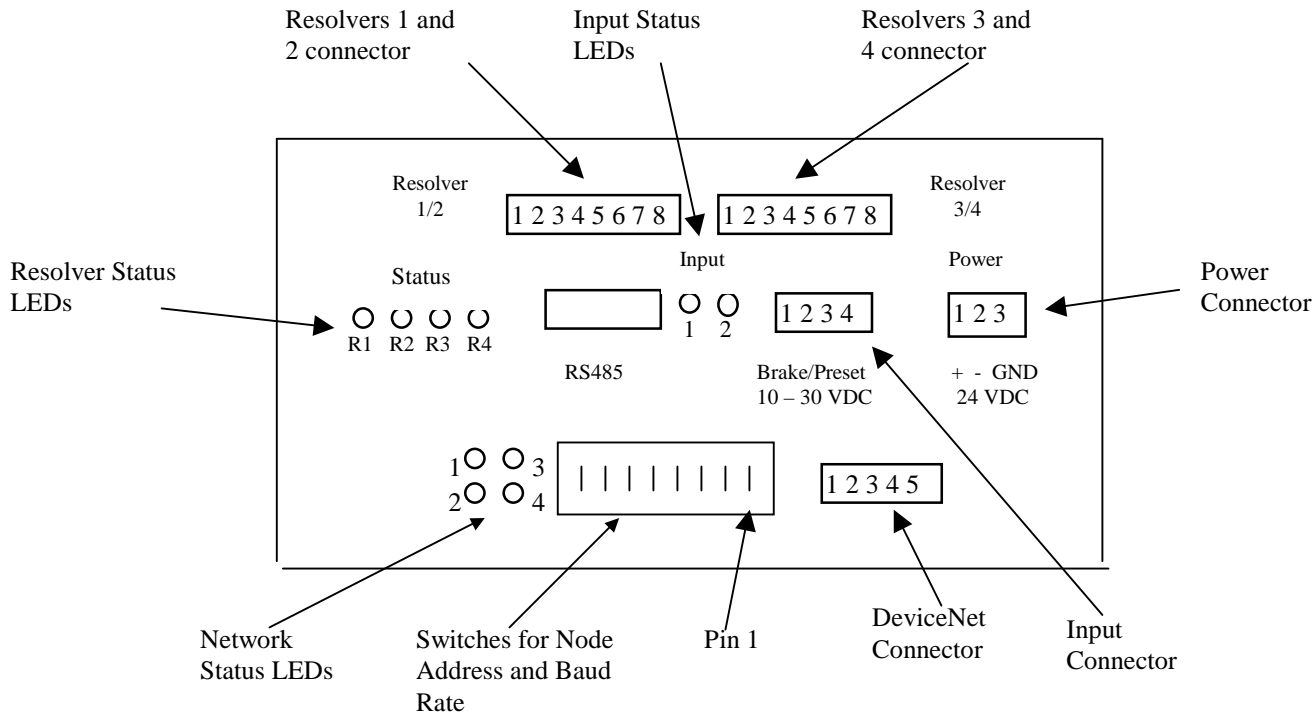 Resolvers 1 and
2 connector
Input Status
LEDs
Resolvers 3 and
4 connector
Resolver
1/2
1 2 3 4 5 6 7 8
1 2 3 4 5 6 7 8
Resolver
3/4
Resolver Status
LEDs
Status
R1 R2 R3 R4
RS485
Input
1 2
1 2 3 4
Brake/Preset
10 – 30 VDC
Power
1 2 3
+ - GND
24 VDC
Power
Connector
1 3
2 4
1 2 3 4 5
Network
Status LEDs
Switches for Node
Address and Baud
Rate
Pin 1
DeviceNet
Connector
Input
Connector